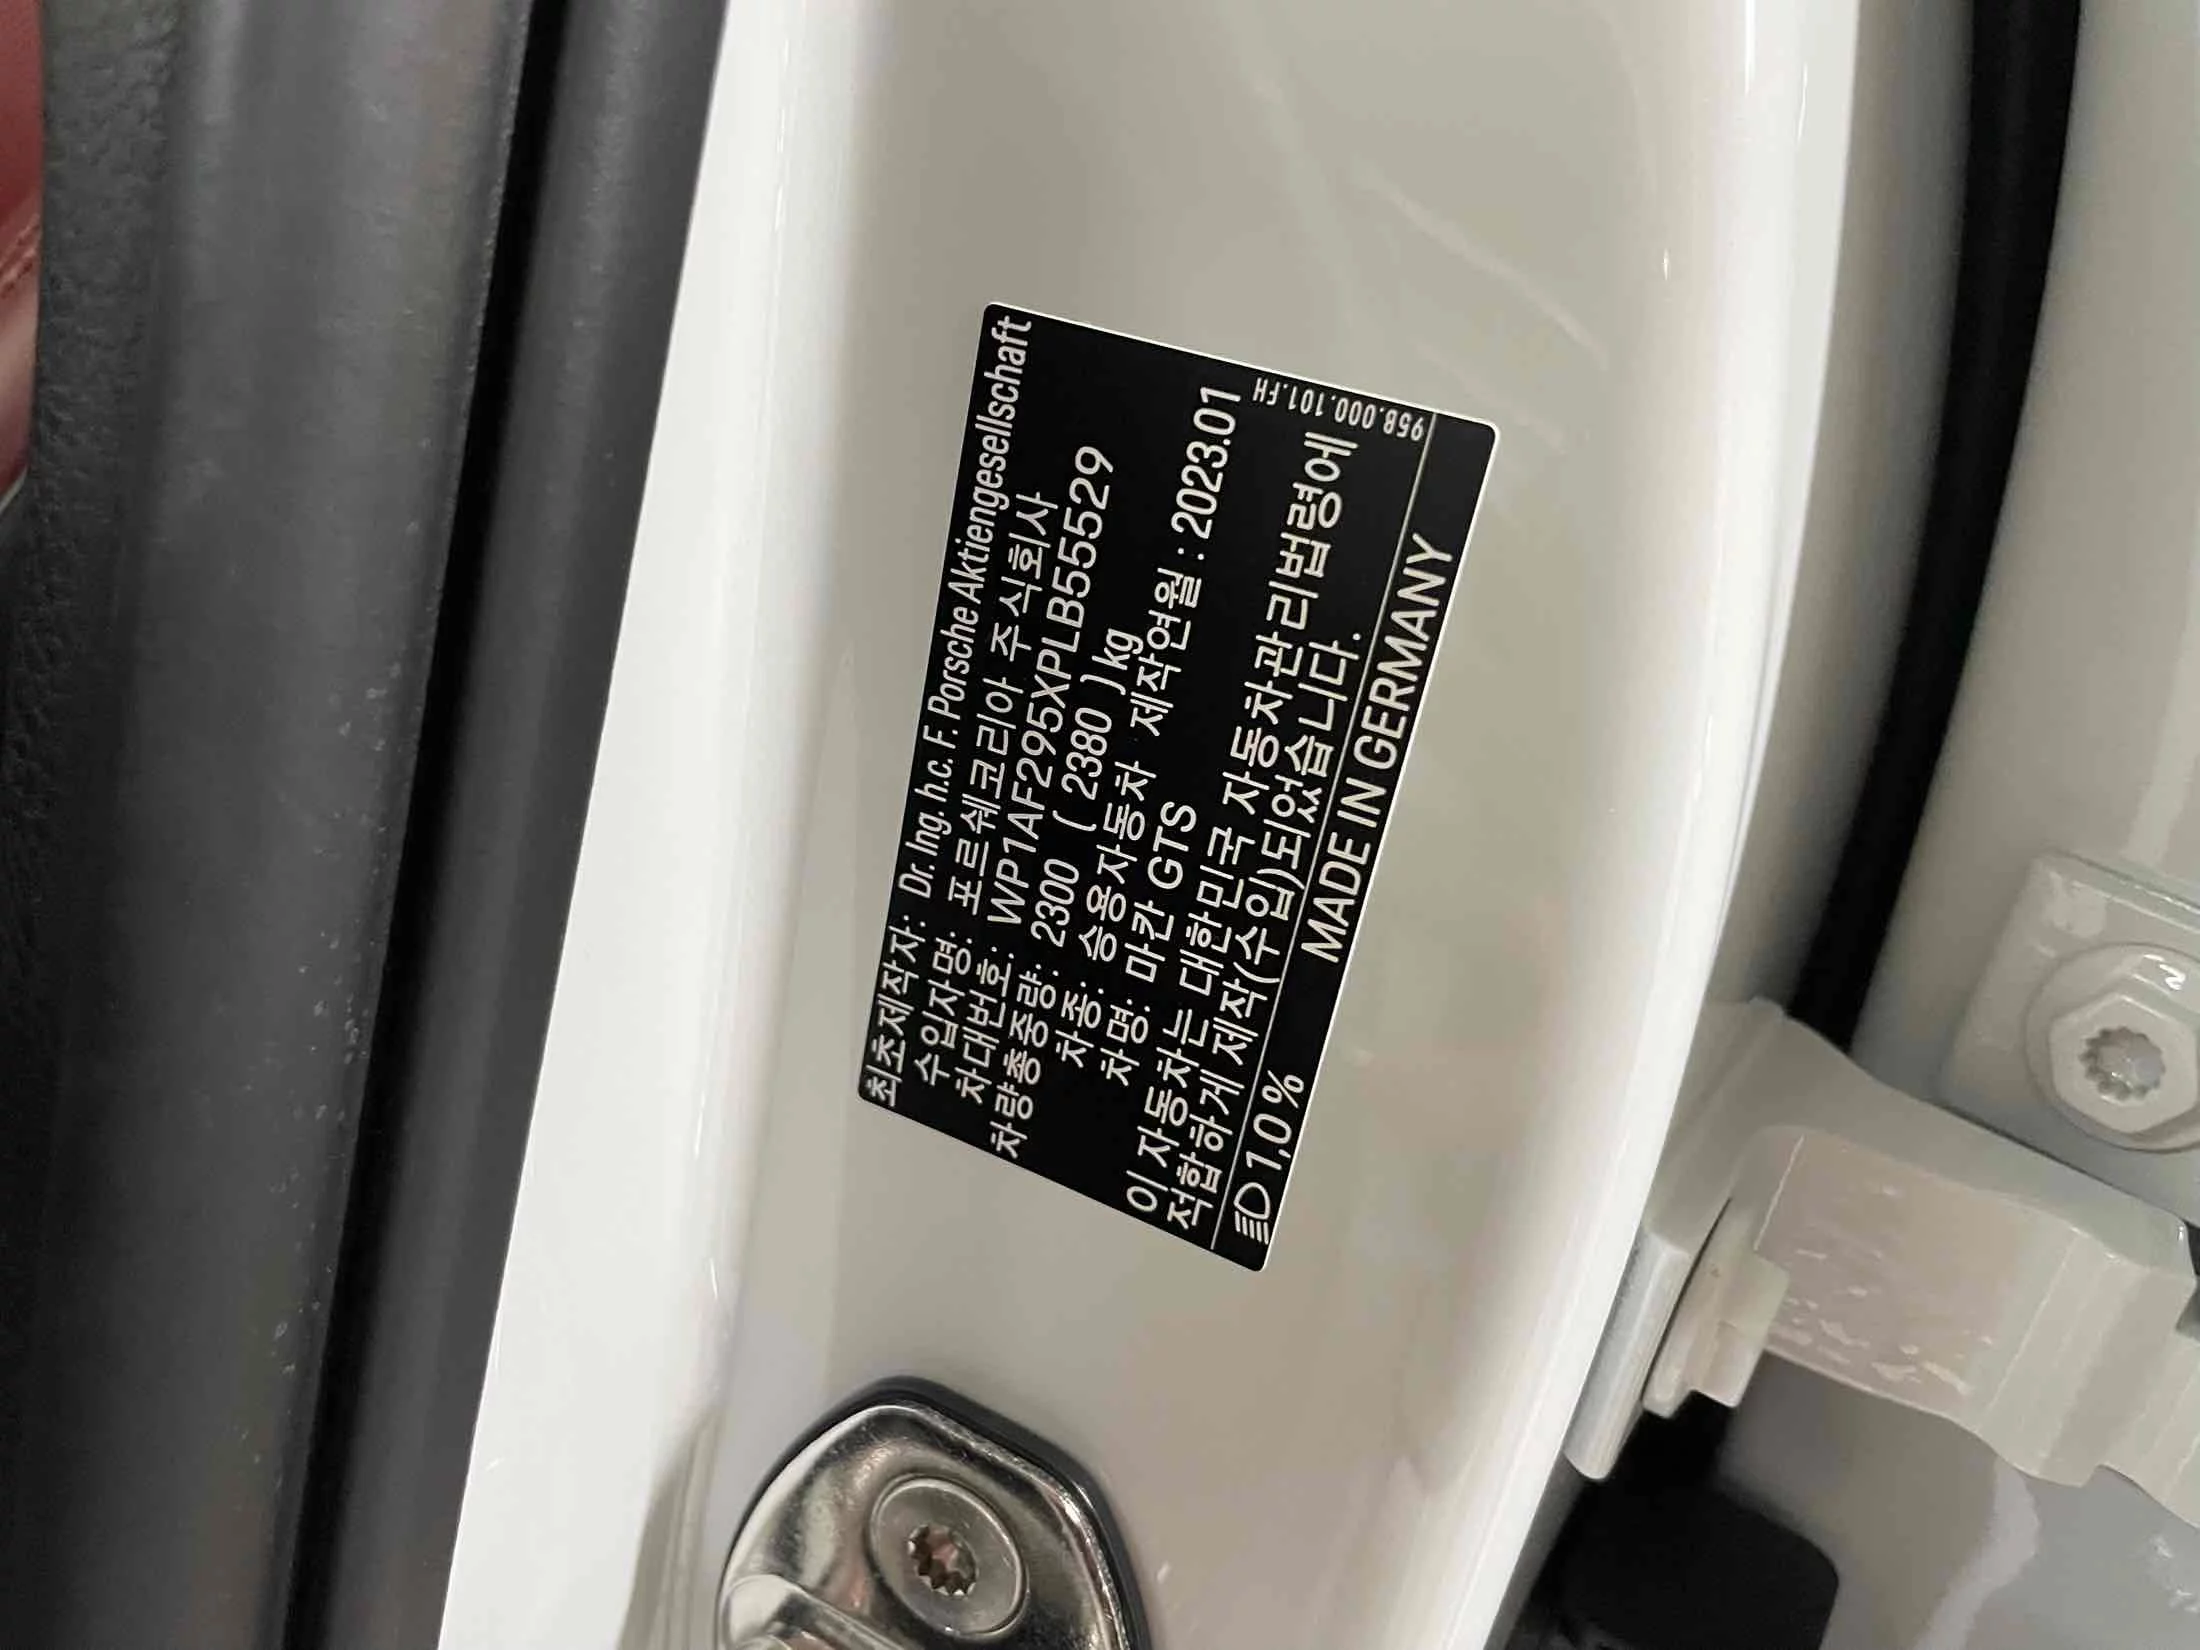 최초제작자: Dr. Ing. h.c. F. Porsche Aktiengesellschaft
수입자명: 포르쉐코리아 주식회사
차대번호: WP1AF295XPLB55529
차량총중량: 2300 ( 2380 ) kg
차종: 승용자동차 제작연월 : 2023.01
차명: 마칸 GTS
이 자동차는 대한민국 자동차관리법령에
적합하게 제작(수입)되었습니다.
958.000.101.FH
1,0% MADE IN GERMANY